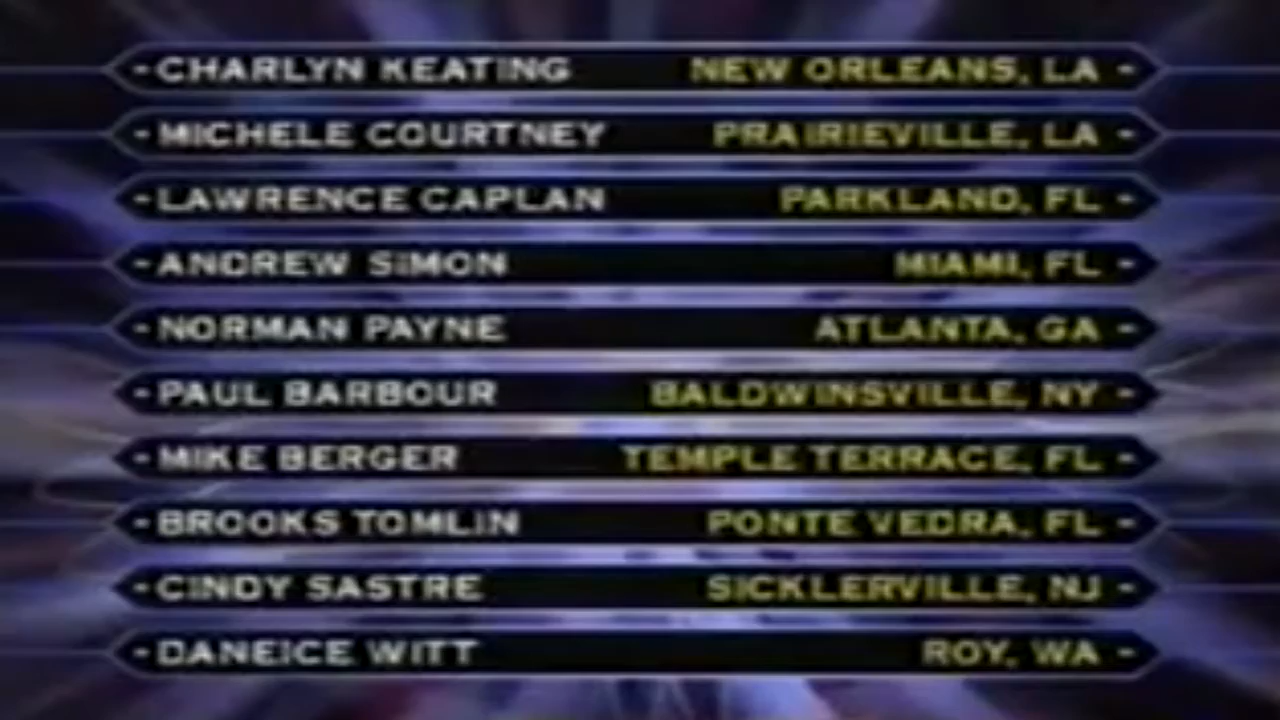 -CHARLYN KEATING NEW ORLEANS, LA -
-MICHELE COURTNEY PRAIRIEVILLE, LA -
-LAWRENCE CAPLAN PARKLAND, FL -
-ANDREW SIMON MIAMI, FL -
-NORMAN PAYNE ATLANTA, GA -
-PAUL BARBOUR BALDWINSVILLE, NY -
-MIKE BERGER TEMPLE TERRACE, FL -
-BROOKS TOMLIN PONTE VEDRA, FL -
-CINDY SASTRE SICKLERVILLE, NJ -
-DANEICE WITT ROY, WA -